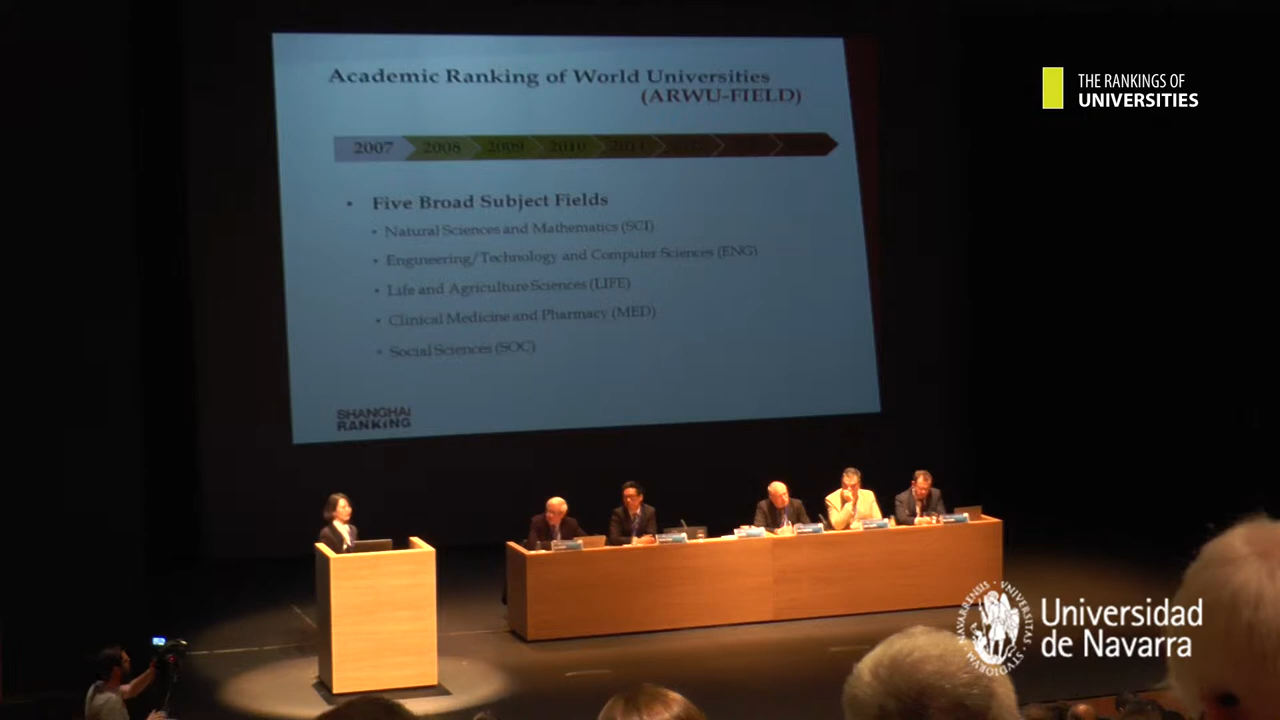 Academic Ranking of World Universities
(ARWU-FIELD)
2007 2008 2009 2010 2011
• Five Broad Subject Fields
• Natural Sciences and Mathematics (SCI)
• Engineering/Technology and Computer Sciences (ENG)
• Life and Agriculture Sciences (LIFE)
• Clinical Medicine and Pharmacy (MED)
• Social Sciences (SOC)
SHANGHAI
RANKING
THE RANKINGS OF
UNIVERSITIES
Universidad
de Navarra